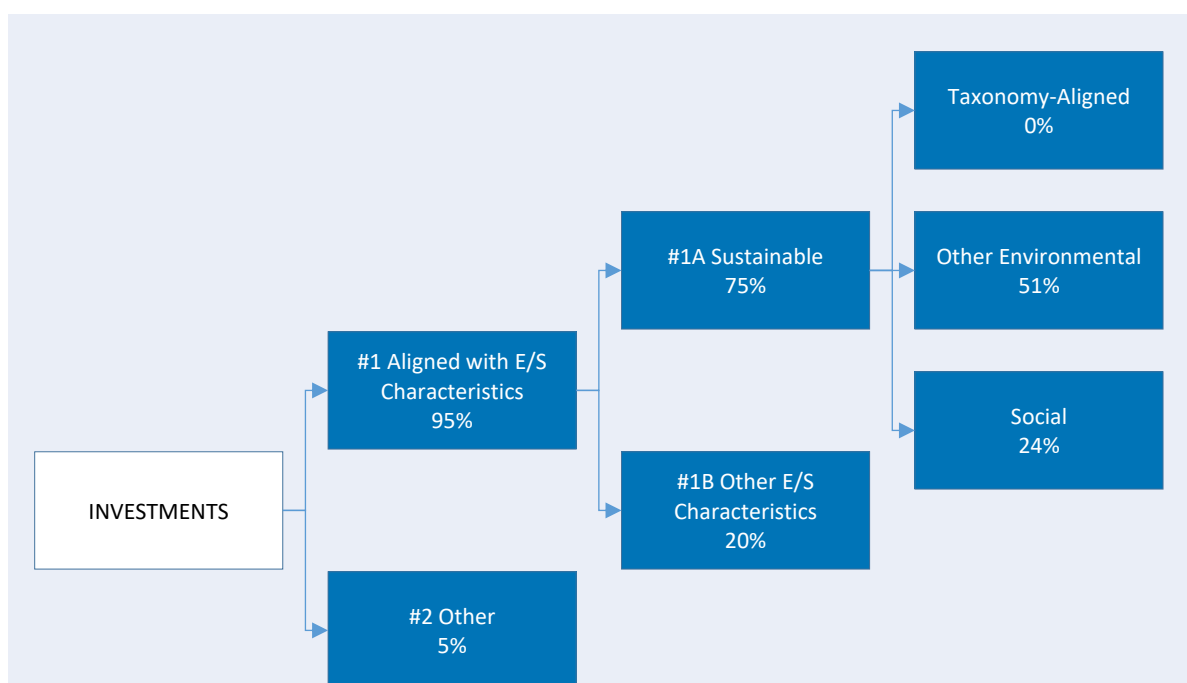 INVESTMENTS
#1 Aligned with E/S
Characteristics
95%
#2 Other
5%
#1A Sustainable
75%
#1B Other E/S
Characteristics
20%
Taxonomy-Aligned
0%
Other Environmental
51%
Social
24%